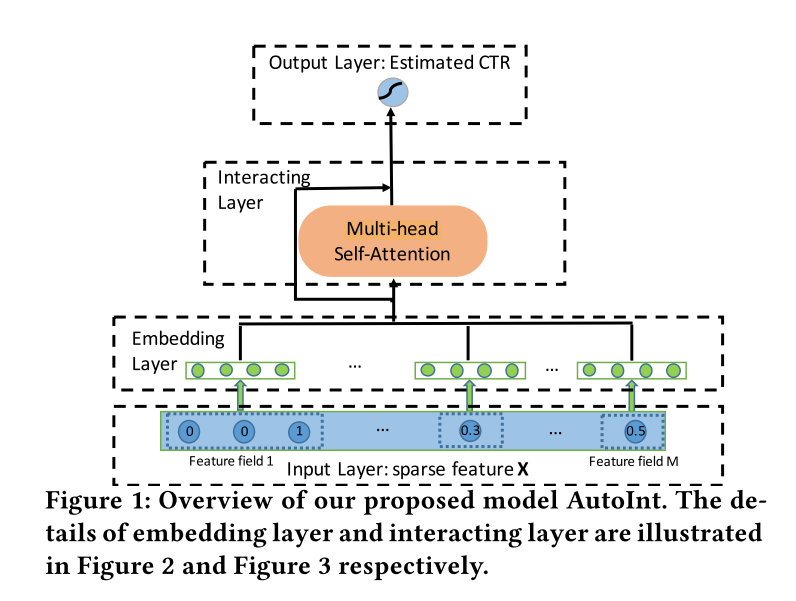 Output Layer: Estimated CTR
Interacting
Layer
Multi-head
Self-Attention
Embedding
Layer
...
...
0
0
1
...
0.3
...
0.5
Feature field 1
Feature field M
Input Layer: sparse feature X
Figure 1: Overview of our proposed model AutoInt. The de-
tails of embedding layer and interacting layer are illustrated
in Figure 2 and Figure 3 respectively.